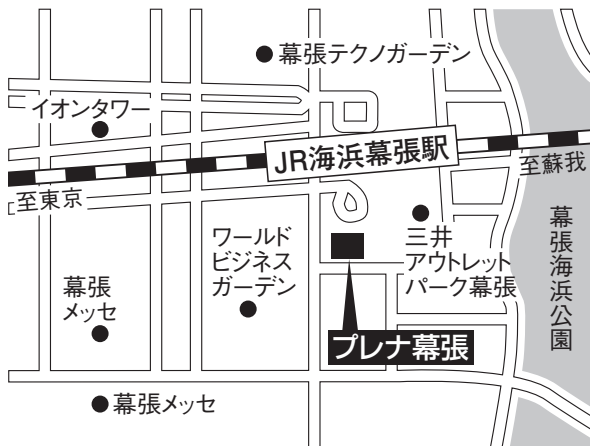 幕張テクノガーデン
イオンタワー
JR海浜幕張駅
至蘇我
至東京
ワールド
ビジネス
ガーデン
三井
アウトレット
パーク幕張
幕張海浜公園
幕張
メッセ
プレナ幕張
幕張メッセ